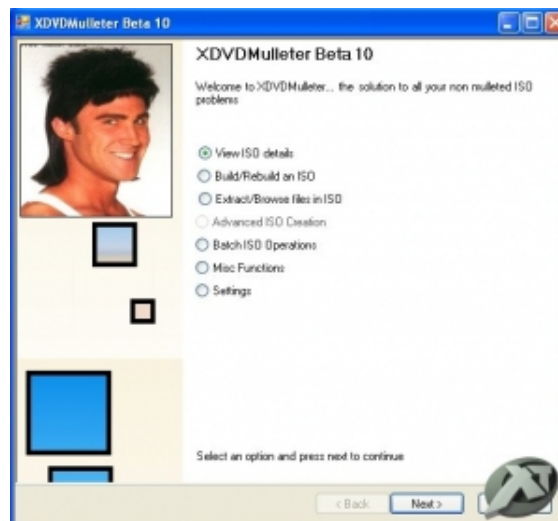 XDVDMulleter Beta 10
XDVDMulleter Beta 10
Welcome to XDVDMulleter... the solution to all your non mulleted ISO
problems
View ISO details
Build/Rebuild an ISO
Extract/Browse files in ISO
Advanced ISO Creation
Batch ISO Operations
Misc Functions
Settings
Select an option and press next to continue
< Back
Next >